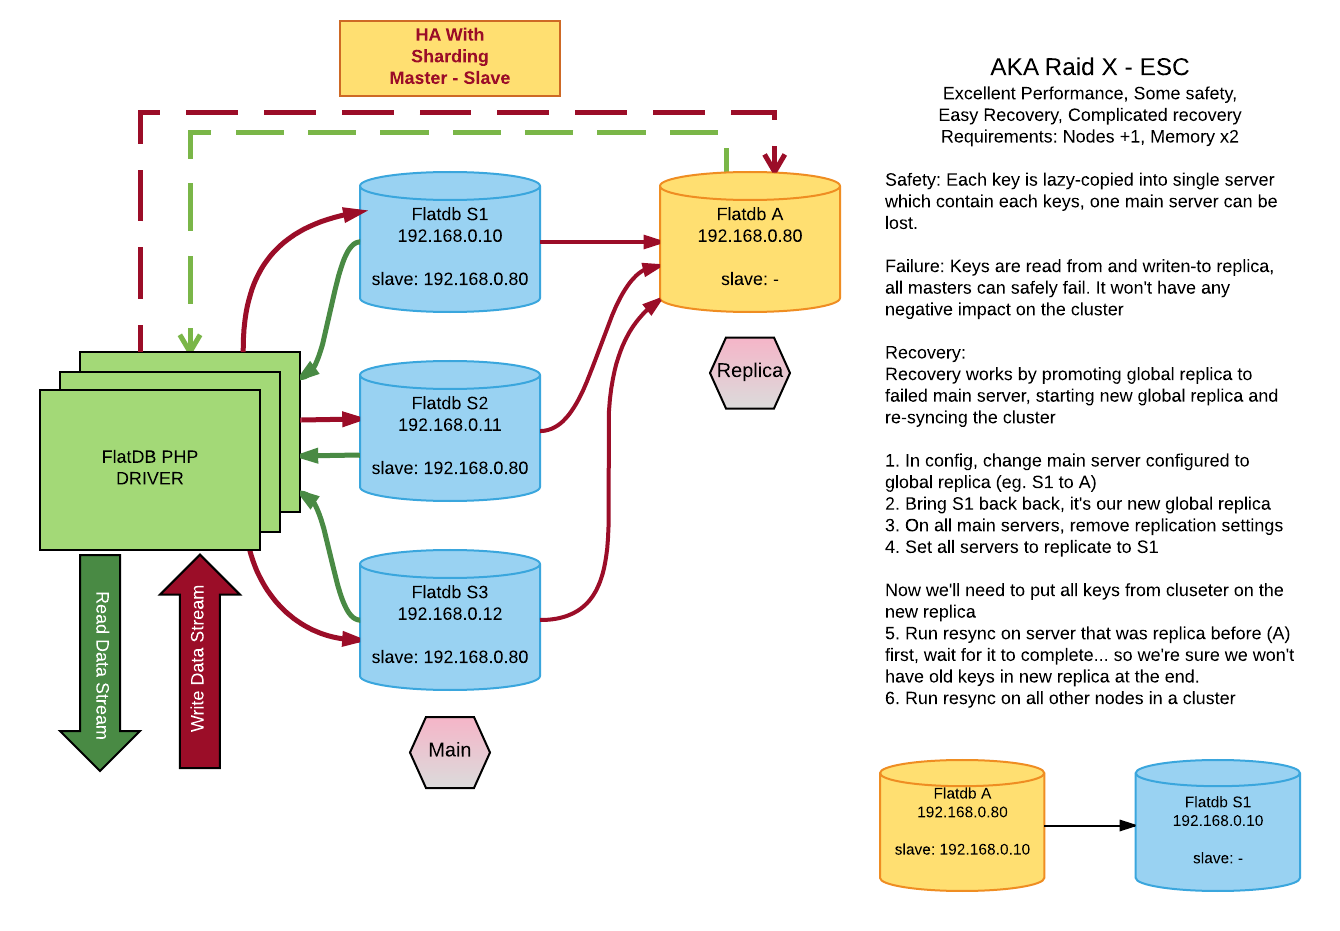 HA With
Sharding
Master - Slave
AKA Raid X - ESC
Excellent Performance, Some safety,
Easy Recovery, Complicated recovery
Requirements: Nodes +1, Memory x2
Safety: Each key is lazy-copied into single server
which contain each keys, one main server can be
lost.
Failure: Keys are read from and writen-to replica,
all masters can safely fail. It won't have any
negative impact on the cluster
Recovery:
Recovery works by promoting global replica to
failed main server, starting new global replica and
re-syncing the cluster
1. In config, change main server configured to
global replica (eg. S1 to A)
2. Bring S1 back back, it's our new global replica
3. On all main servers, remove replication settings
4. Set all servers to replicate to S1
Now we'll need to put all keys from cluseter on the
new replica
5. Run resync on server that was replica before (A)
first, wait for it to complete... so we're sure we won't
have old keys in new replica at the end.
6. Run resync on all other nodes in a cluster
Flatdb S1
192.168.0.10
slave: 192.168.0.80
Flatdb A
192.168.0.80
slave: -
Replica
Flatdb S2
192.168.0.11
slave: 192.168.0.80
FlatDB PHP
DRIVER
Flatdb S3
192.168.0.12
slave: 192.168.0.80
Read Data Stream
Write Data Stream
Main
Flatdb A
192.168.0.80
slave: 192.168.0.10
Flatdb S1
192.168.0.10
slave: -